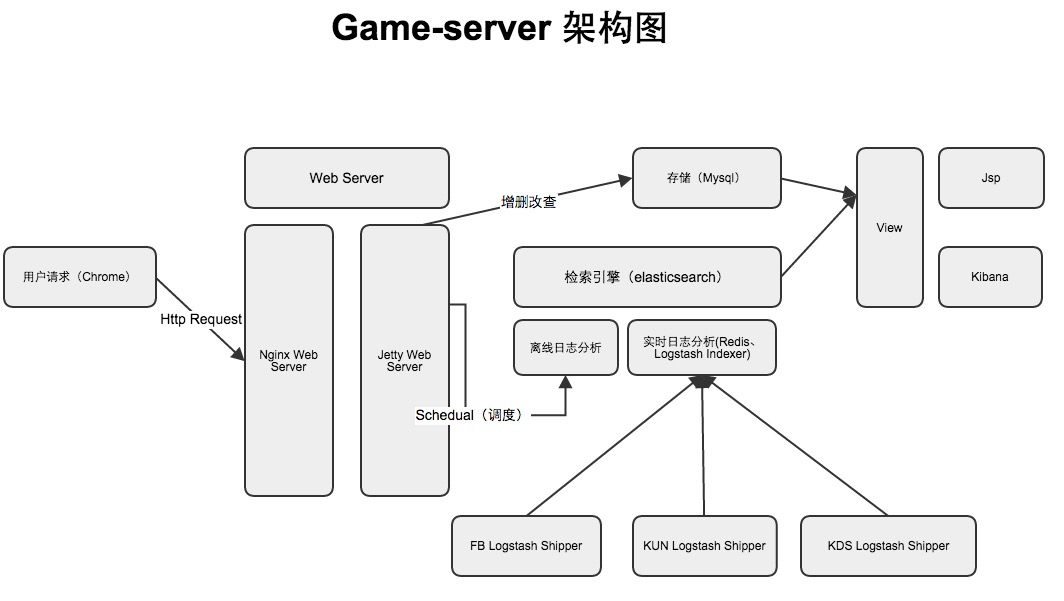 Game-server 架构图
Web Server
存储（Mysql）
Jsp
增删改查
View
用户请求（Chrome）
检索引擎（elasticsearch）
Kibana
Http Request
Nginx Web
Server
Jetty Web
Server
离线日志分析
实时日志分析(Redis、
Logstash Indexer)
Schedual（调度）
FB Logstash Shipper
KUN Logstash Shipper
KDS Logstash Shipper